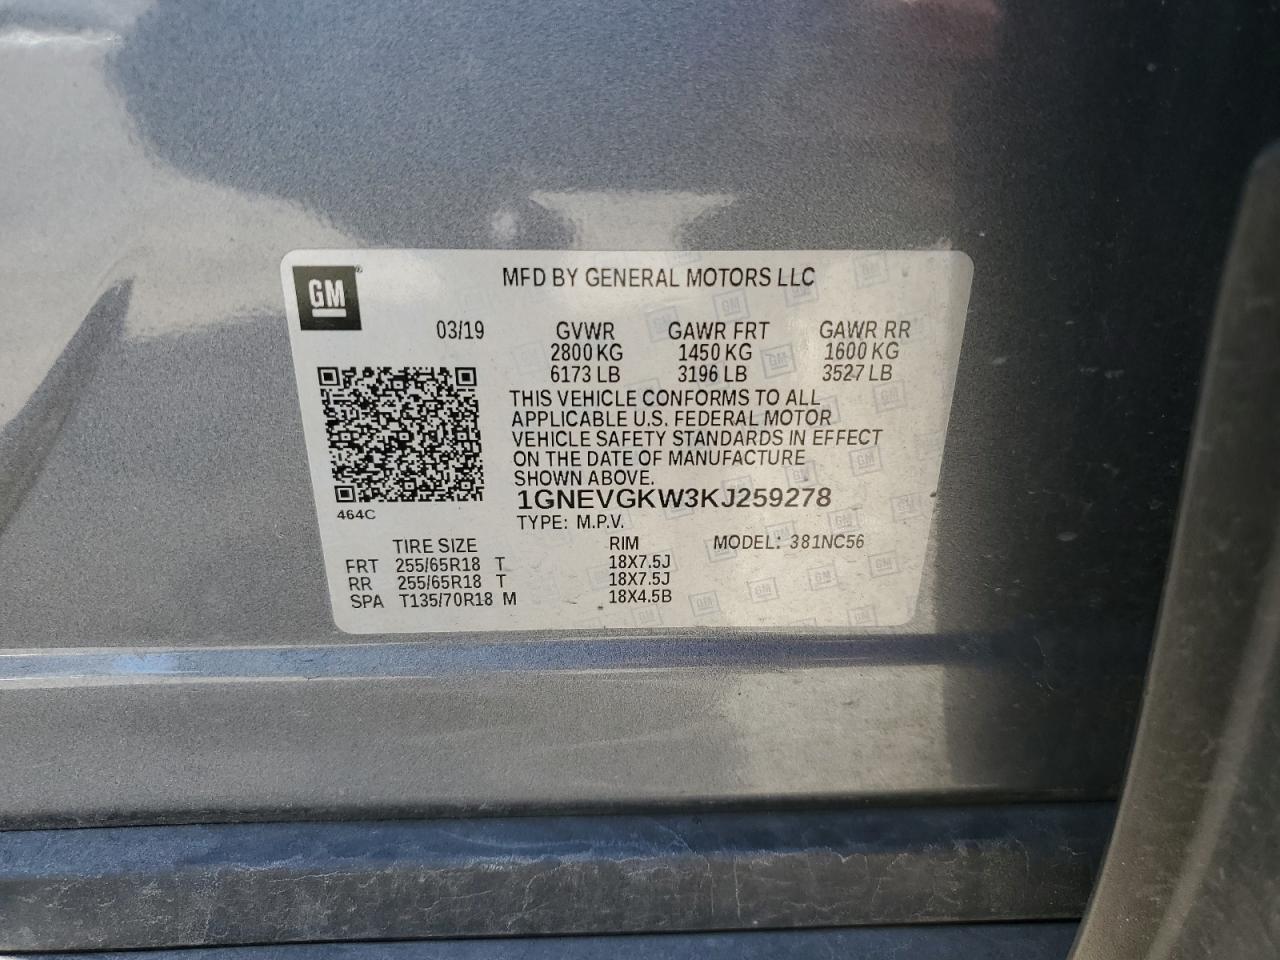 GM
MFD BY GENERAL MOTORS LLC
03/19 GVWR GAWR FRT GAWR RR
2800 KG 1450 KG 1600 KG
6173 LB 3196 LB 3527 LB
THIS VEHICLE CONFORMS TO ALL
APPLICABLE U.S. FEDERAL MOTOR
VEHICLE SAFETY STANDARDS IN EFFECT
ON THE DATE OF MANUFACTURE
SHOWN ABOVE.
1GNEVGKW3KJ259278
464C
TYPE: M.P.V.
TIRE SIZE RIM MODEL: 381NC56
FRT 255/65R18 T 18X7.5J
RR 255/65R18 T 18X7.5J
SPA T135/70R18 M 18X4.5B